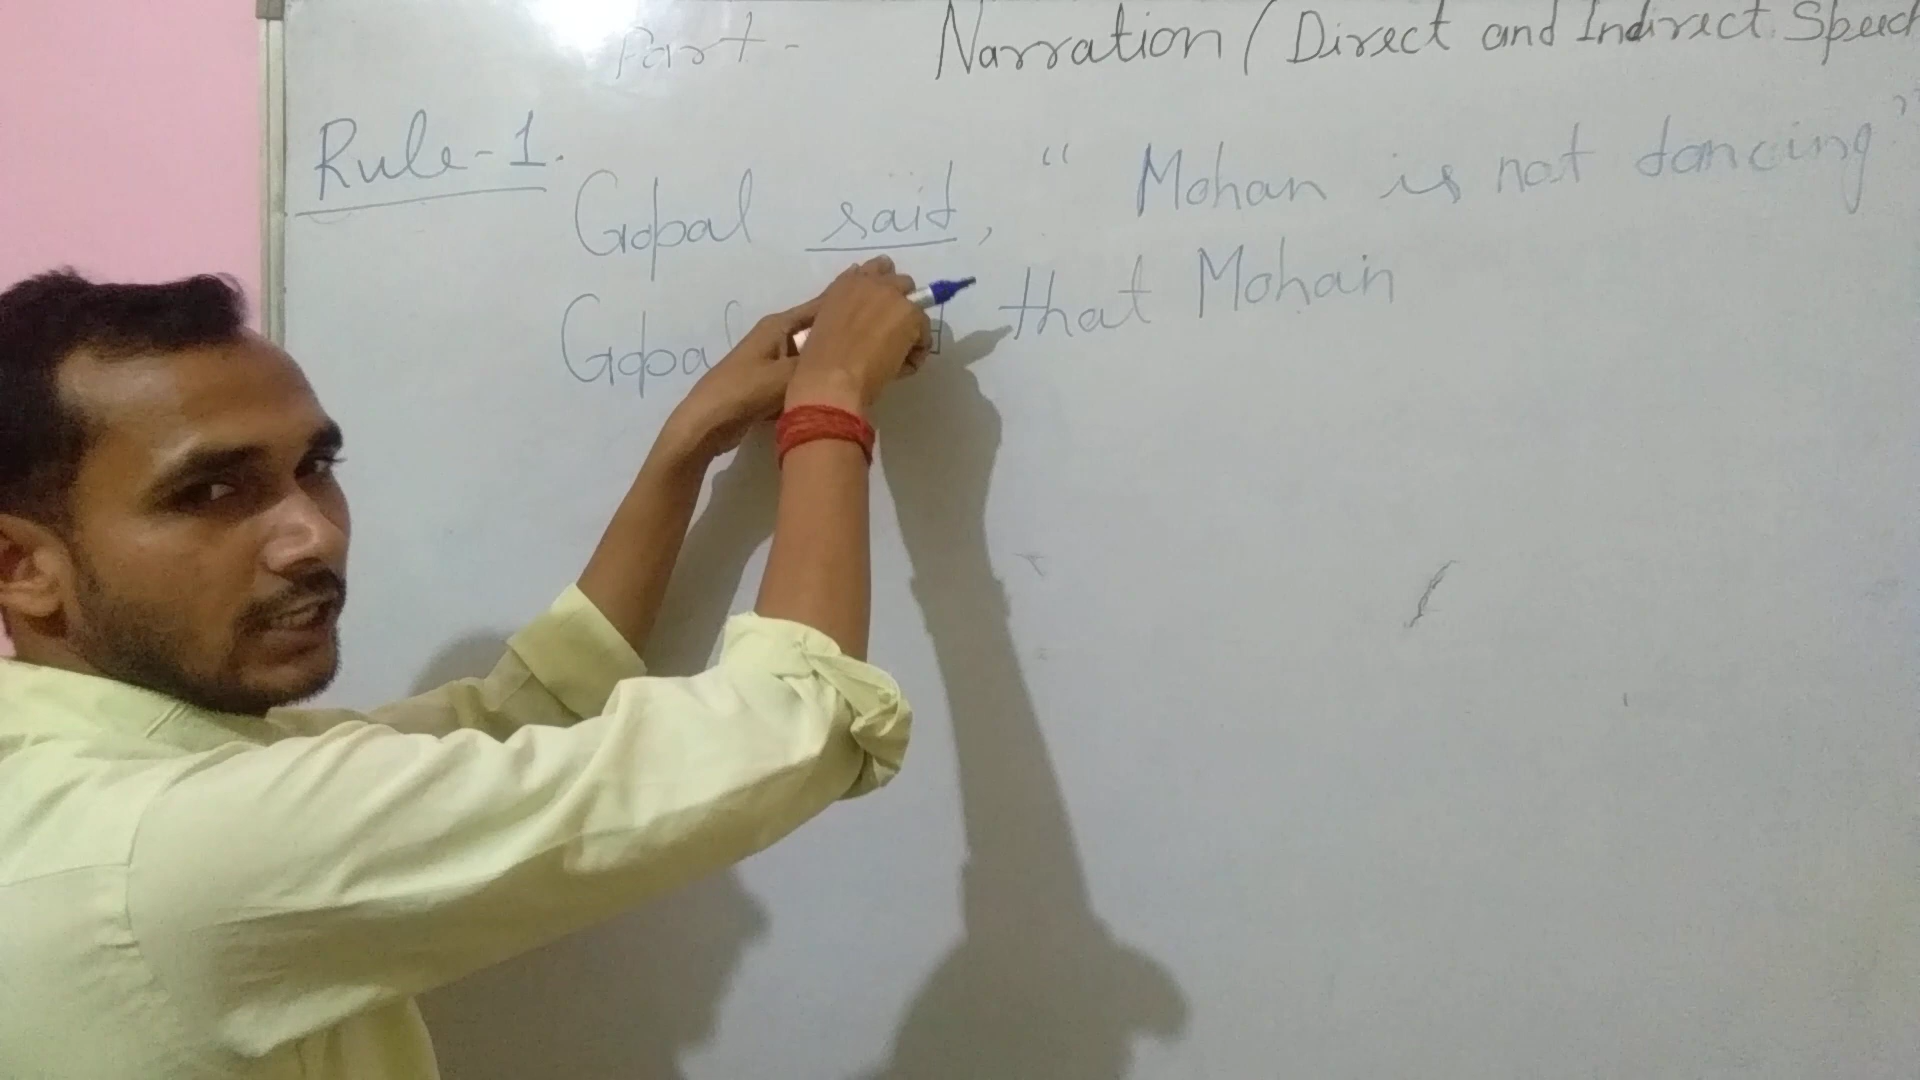 Part- Narration (Direct and Indirect Speech
Rule-1.
Gopal said, " Mohan is not dancing"
Gopal that Mohan